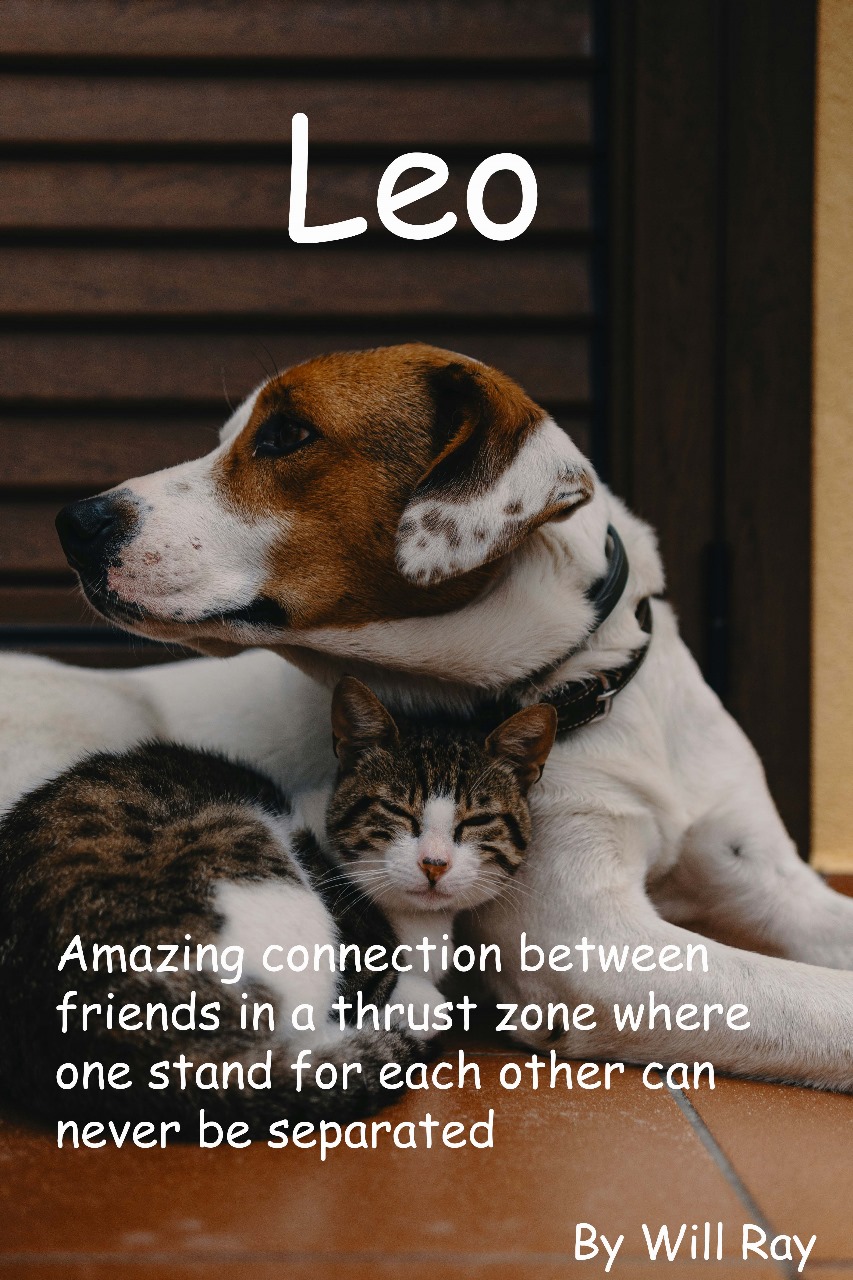 Leo
Amazing connection between
friends in a thrust zone where
one stand for each other can
never be separated
By Will Ray